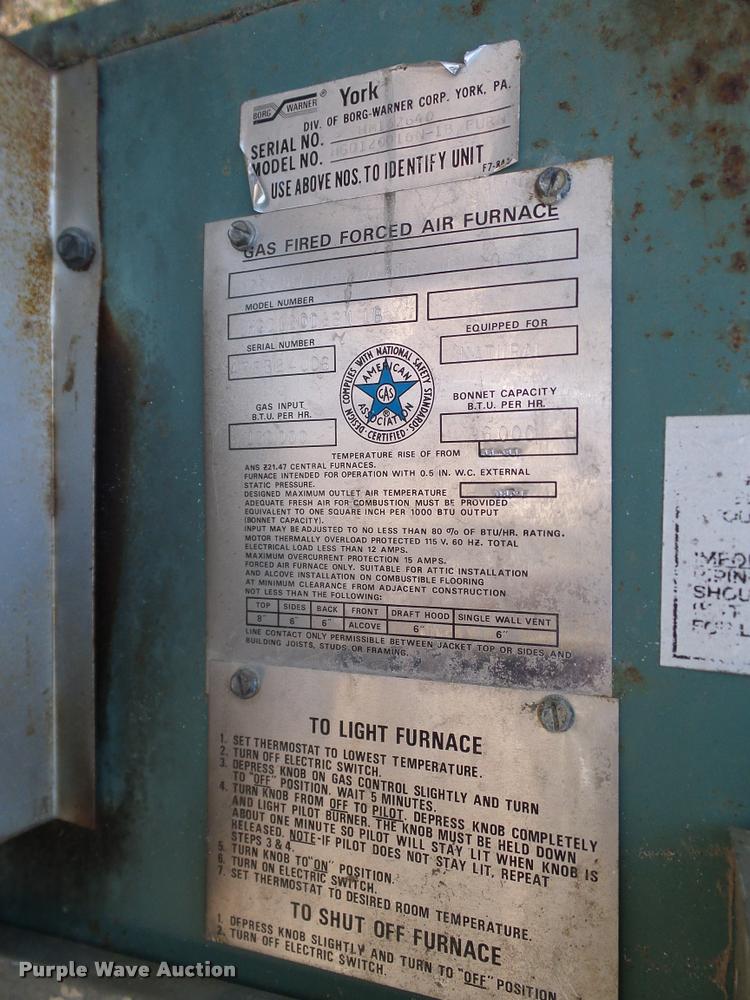 BORG WARNER ® York
DIV. OF BORG-WARNER CORP. YORK, PA.
SERIAL NO.
MODEL NO.
USE ABOVE NOS. TO IDENTIFY UNIT
GAS FIRED FORCED AIR FURNACE
MODEL NUMBER
EQUIPPED FOR
SERIAL NUMBER
NATURAL
DESIGN COMPLIES WITH NATIONAL SAFETY STANDARDS
AMERICAN
GAS
®
ASSOCIATION
CERTIFIED
GAS INPUT
B.T.U. PER HR.
BONNET CAPACITY
B.T.U. PER HR.
TEMPERATURE RISE OF FROM
ANS Z21.47 CENTRAL FURNACES.
FURNACE INTENDED FOR OPERATION WITH 0.5 IN. W.C. EXTERNAL
STATIC PRESSURE.
DESIGNED MAXIMUM OUTLET AIR TEMPERATURE
ADEQUATE FRESH AIR FOR COMBUSTION MUST BE PROVIDED
EQUIVALENT TO ONE SQUARE INCH PER 1000 BTU OUTPUT
(BONNET CAPACITY).
INPUT MAY BE ADJUSTED TO NO LESS THAN 80 % OF BTU/HR. RATING.
MOTOR THERMALLY OVERLOAD PROTECTED 115 V. 60 HZ. TOTAL
ELECTRICAL LOAD LESS THAN 12 AMPS.
MAXIMUM OVERCURRENT PROTECTION 15 AMPS.
FORCED AIR FURNACE ONLY. SUITABLE FOR ATTIC INSTALLATION
AND ALCOVE INSTALLATION ON COMBUSTIBLE FLOORING
AT MINIMUM CLEARANCE FROM ADJACENT CONSTRUCTION
NOT LESS THAN THE FOLLOWING:
TOP SIDES BACK FRONT DRAFT HOOD SINGLE WALL VENT
8" 6" 6" ALCOVE 6" 6"
LINE CONTACT ONLY PERMISSIBLE BETWEEN JACKET TOP OR SIDES AND
BUILDING JOISTS, STUDS OR FRAMING.
TO LIGHT FURNACE
1. SET THERMOSTAT TO LOWEST TEMPERATURE.
2. TURN OFF ELECTRIC SWITCH.
3. DEPRESS KNOB ON GAS CONTROL SLIGHTLY AND TURN
TO "OFF" POSITION. WAIT 5 MINUTES.
4. TURN KNOB FROM OFF TO PILOT. DEPRESS KNOB COMPLETELY
AND LIGHT PILOT BURNER. THE KNOB MUST BE HELD DOWN
ABOUT ONE MINUTE SO PILOT WILL STAY LIT WHEN KNOB IS
RELEASED. NOTE-IF PILOT DOES NOT STAY LIT, REPEAT
STEPS 3 & 4.
5. TURN KNOB TO "ON" POSITION.
6. TURN ON ELECTRIC SWITCH.
7. SET THERMOSTAT TO DESIRED ROOM TEMPERATURE.
TO SHUT OFF FURNACE
1. DEPRESS KNOB SLIGHTLY AND TURN TO "OFF" POSITION
2. TURN OFF ELECTRIC SWITCH.
Purple Wave Auction